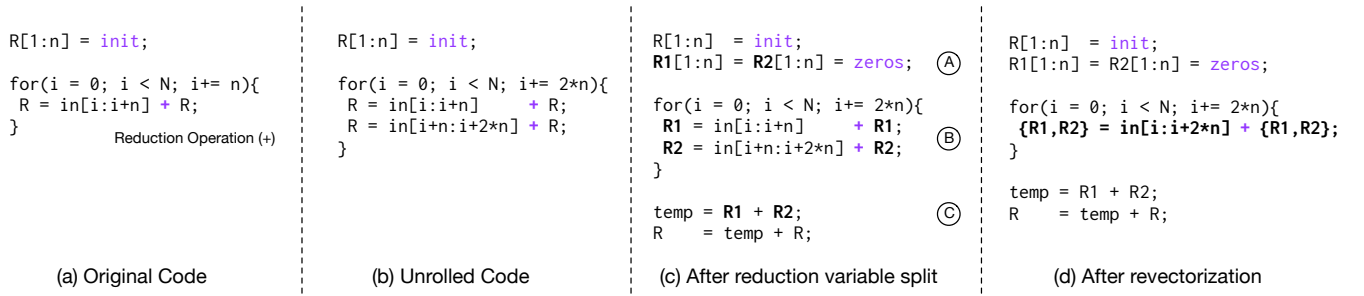 R[1:n] = init;
for(i = 0; i < N; i+= n){
R = in[i:i+n] + R;
}
Reduction Operation (+)
(a) Original Code
R[1:n] = init;
for(i = 0; i < N; i+= 2*n){
R = in[i:i+n] + R;
R = in[i+n:i+2*n] + R;
}
(b) Unrolled Code
R[1:n] = init;
R1[1:n] = R2[1:n] = zeros; A
for(i = 0; i < N; i+= 2*n){
R1 = in[i:i+n] + R1;
R2 = in[i+n:i+2*n] + R2; B
}
temp = R1 + R2; C
R = temp + R;
(c) After reduction variable split
R[1:n] = init;
R1[1:n] = R2[1:n] = zeros;
for(i = 0; i < N; i+= 2*n){
{R1,R2} = in[i:i+2*n] + {R1,R2};
}
temp = R1 + R2;
R = temp + R;
(d) After revectorization